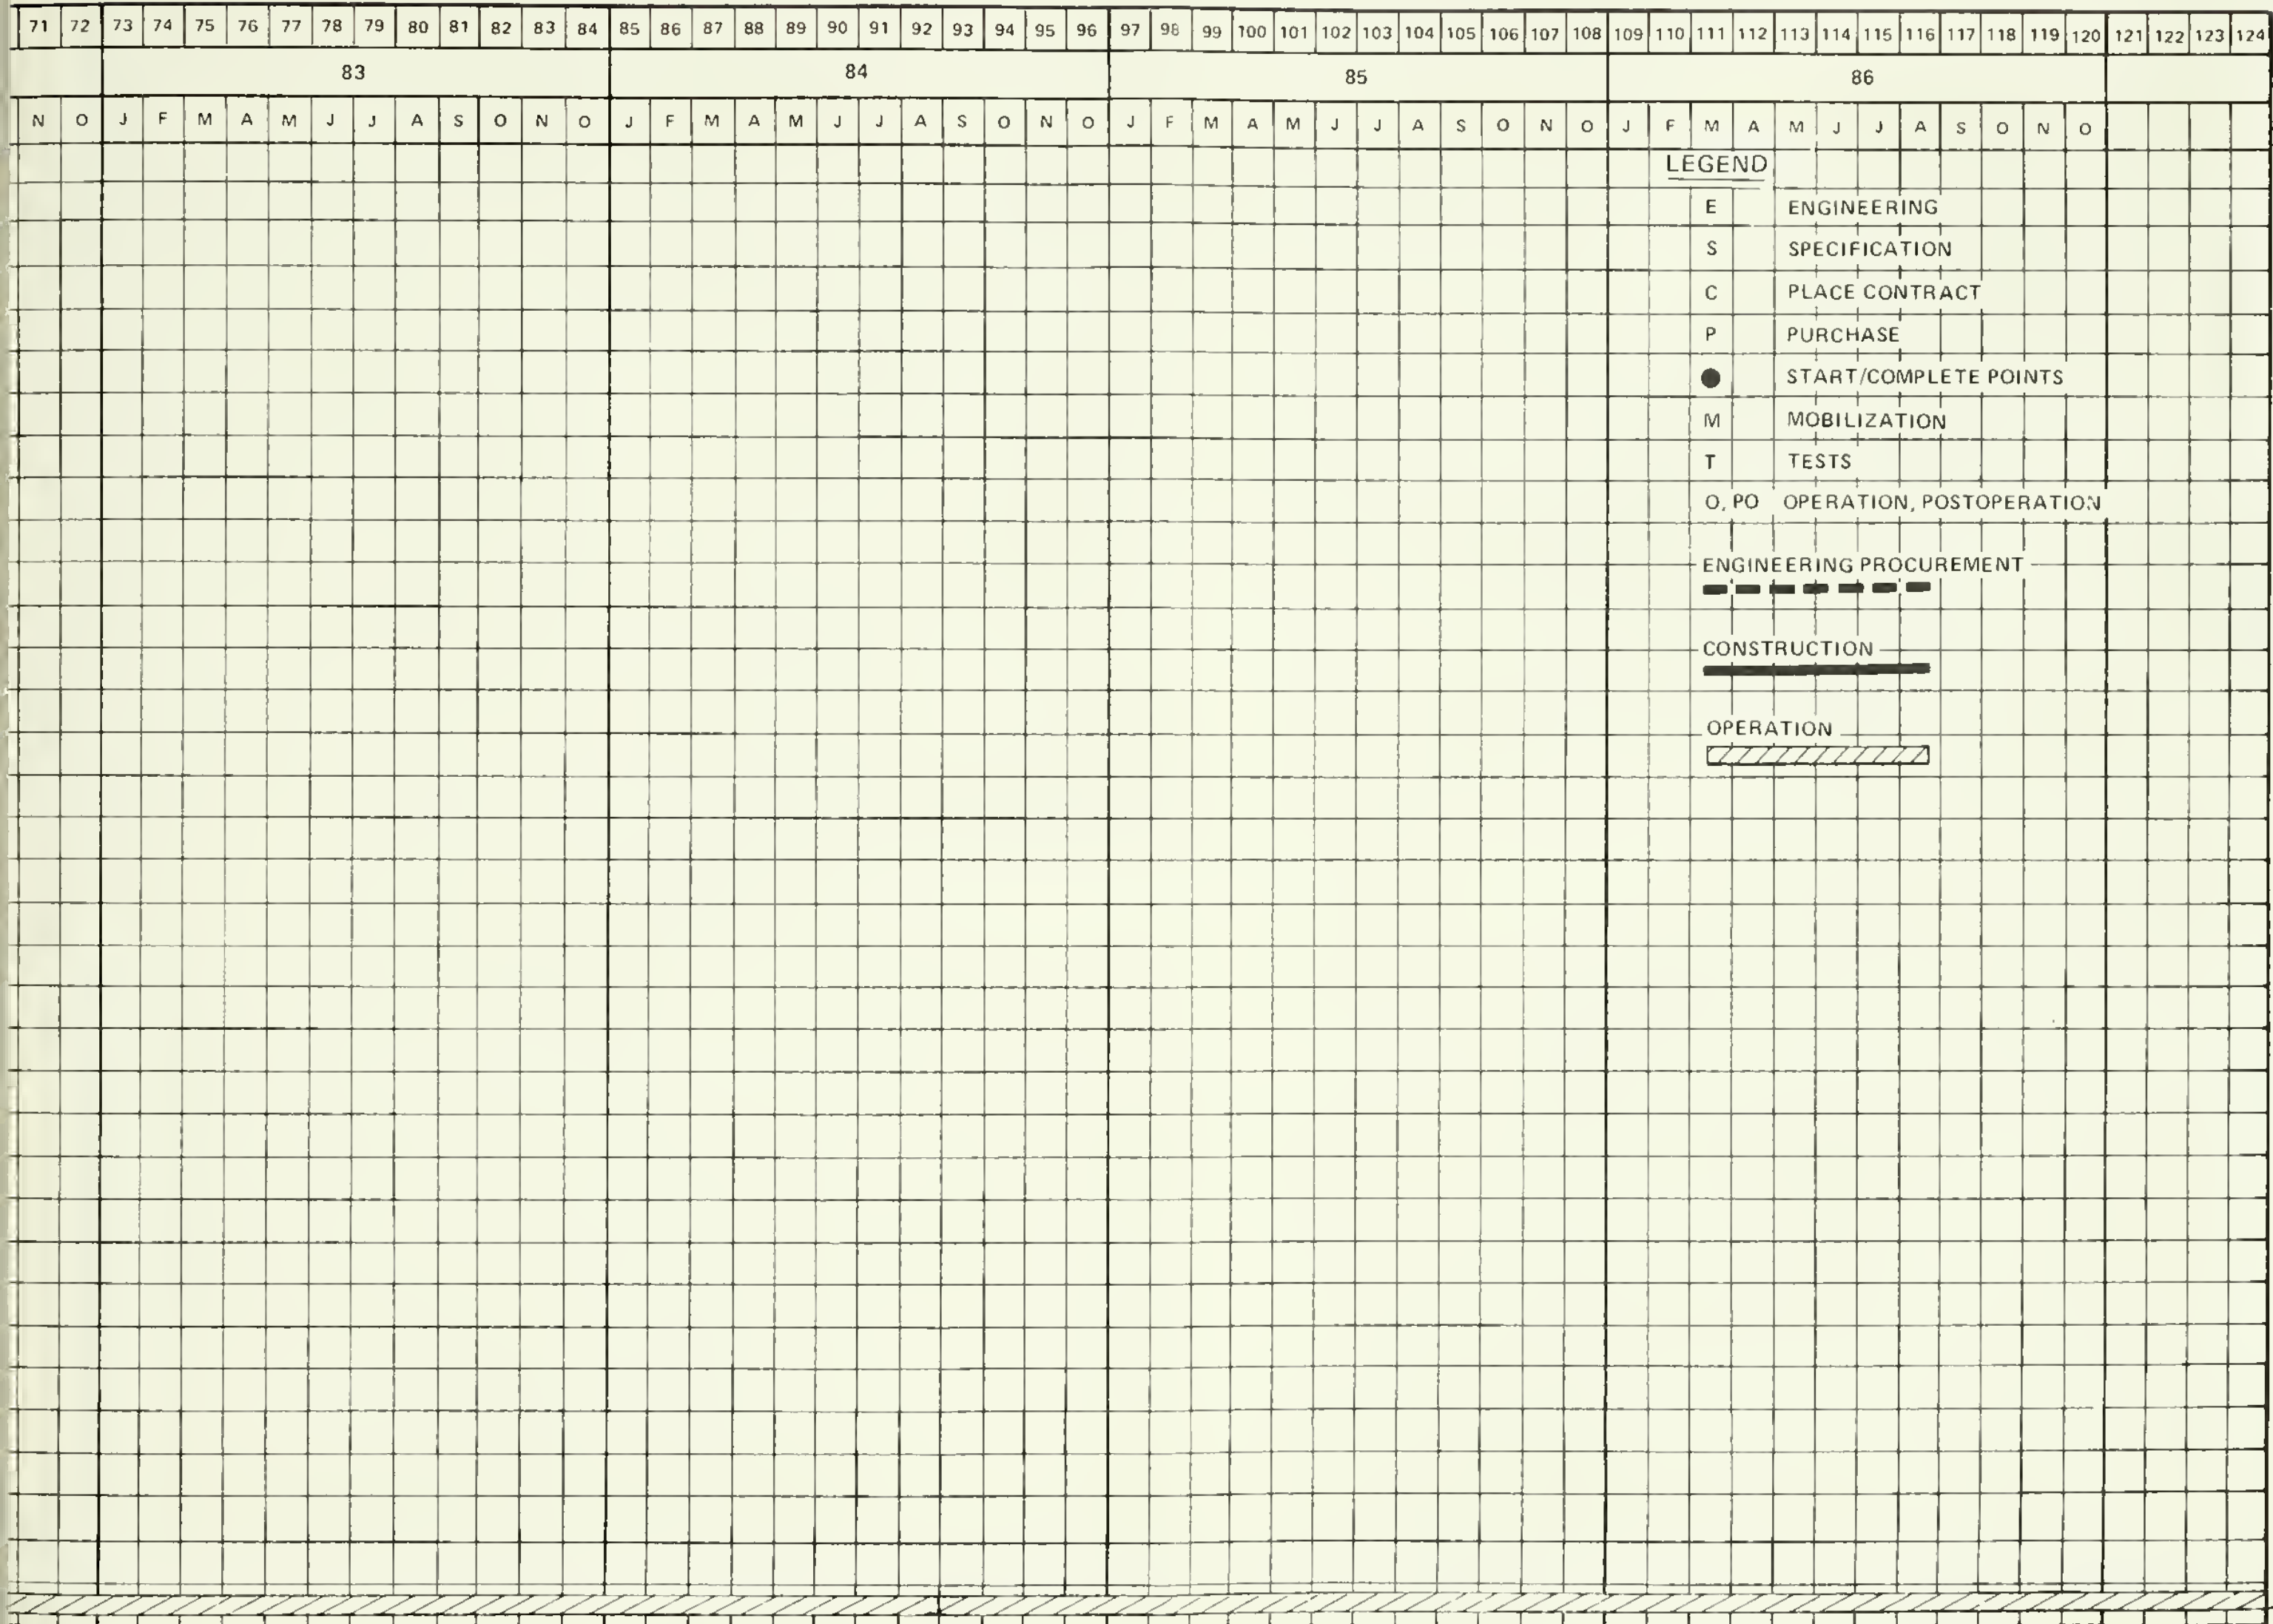 71 72 73 74 75 76 77 78 79 80 81 82 83 84 85 86 87 88 89 90 91 92 93 94 95 96 97 98 99 100 101 102 103 104 105 106 107 108 109 110 111 112 113 114 115 116 117 118 119 120 121 122 123 124
83 84 85 86
N O J F M A M J J A S O N O J F M A M J J A S O N O J F M A M J J A S O N O J F M A M J J A S O N O
LEGEND
E ENGINEERING
S SPECIFICATION
C PLACE CONTRACT
P PURCHASE
● START/COMPLETE POINTS
M MOBILIZATION
T TESTS
O, PO OPERATION, POSTOPERATION
ENGINEERING PROCUREMENT
CONSTRUCTION
OPERATION